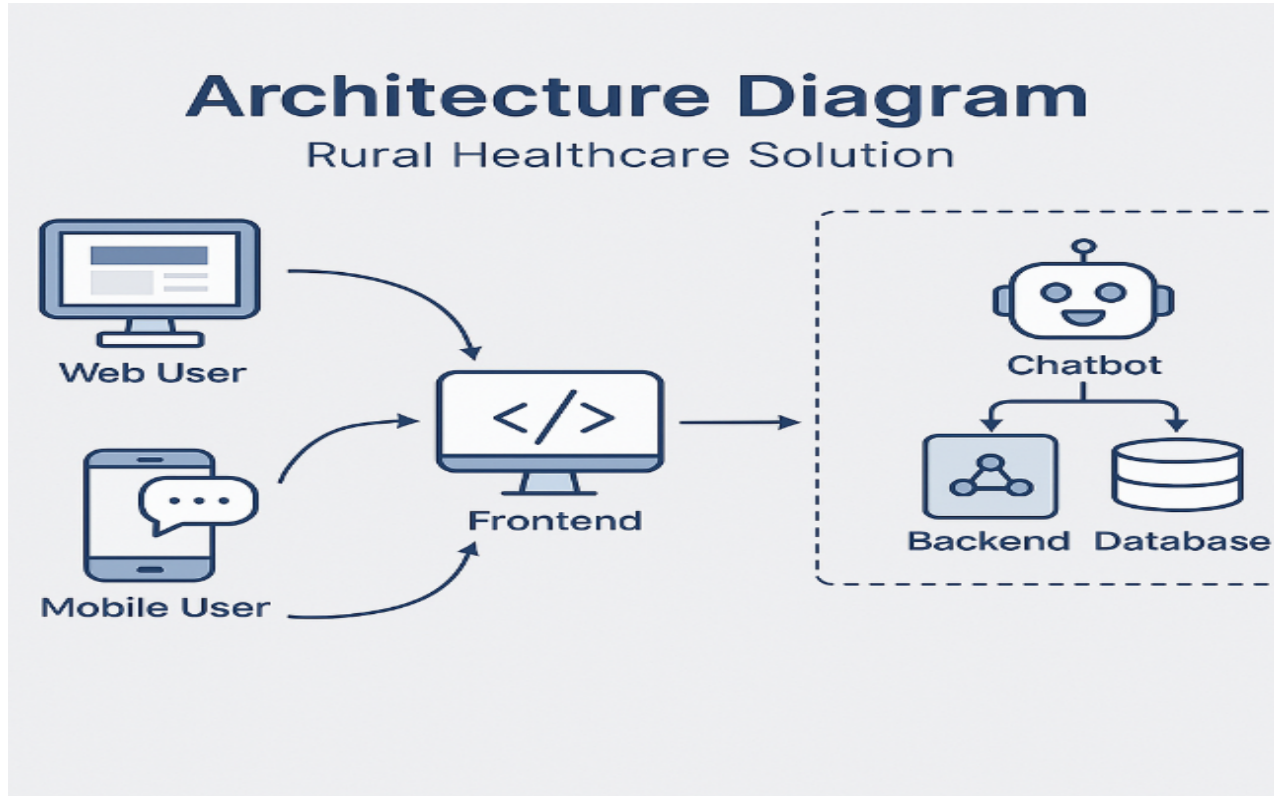 Architecture Diagram
Rural Healthcare Solution
Web User
Mobile User
</>
Frontend
Chatbot
Backend
Database